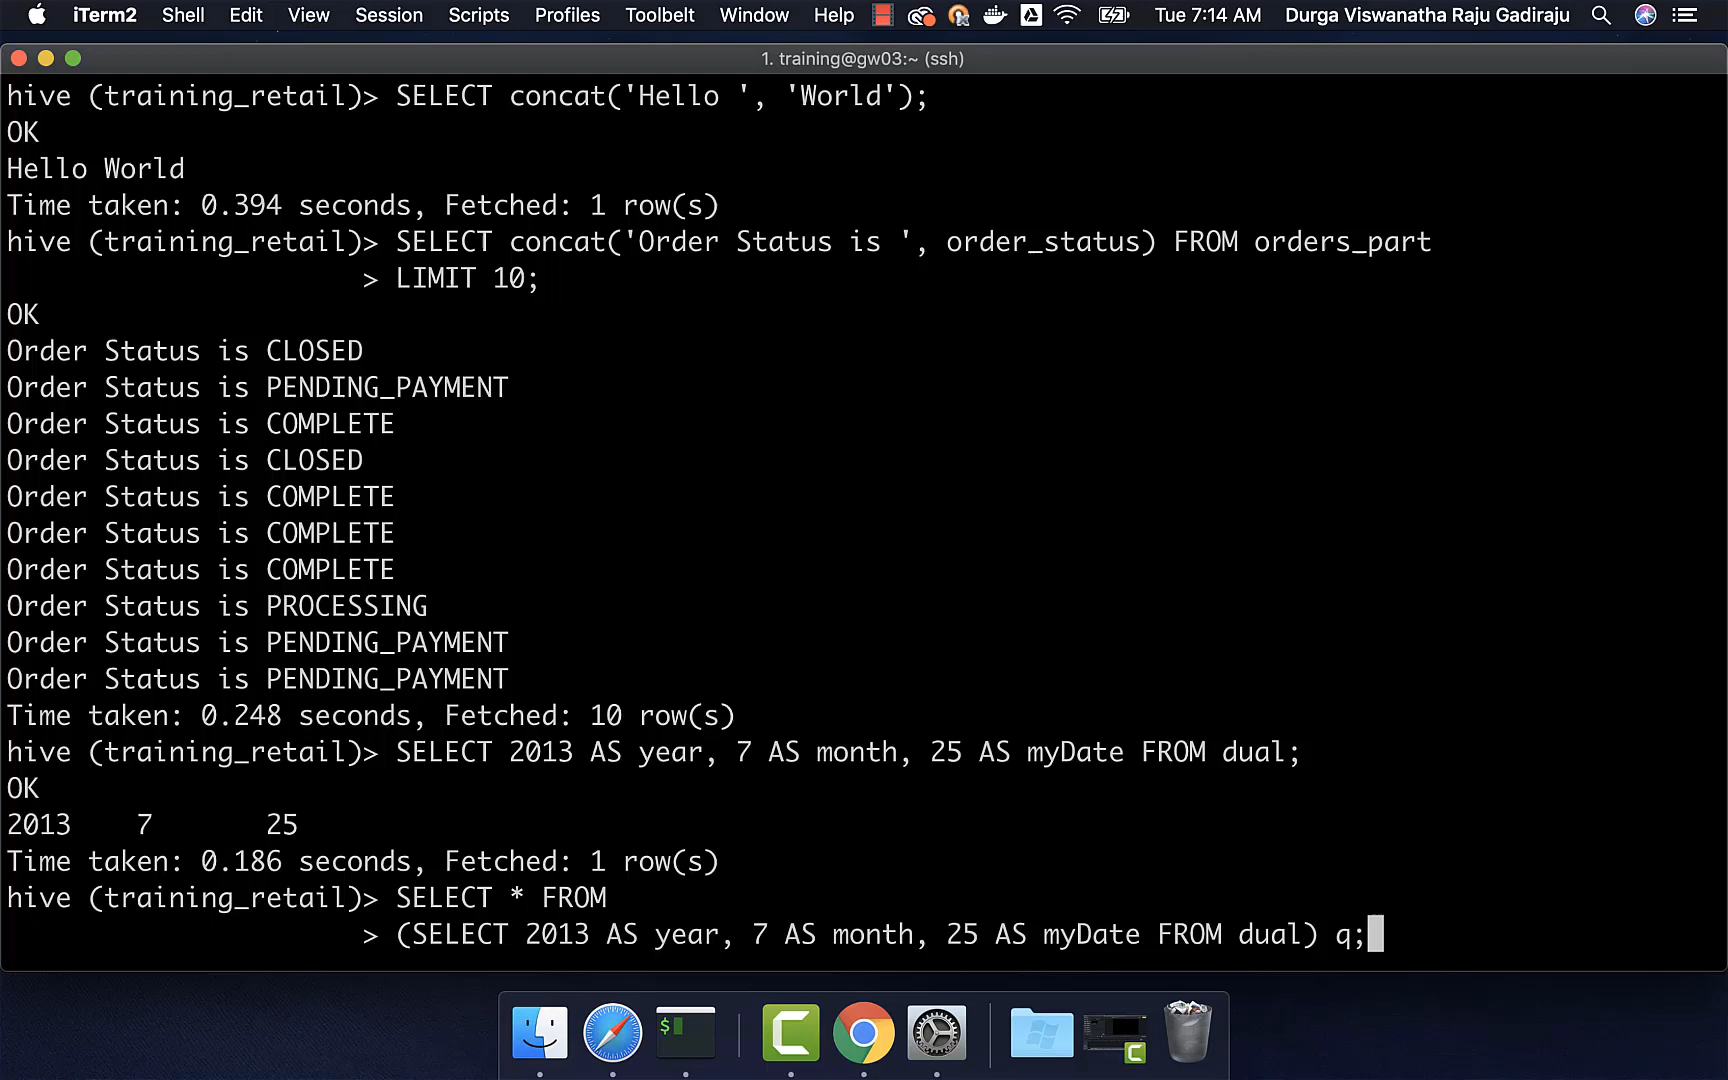 iTerm2 Shell Edit View Session Scripts Profiles Toolbelt Window Help Tue 7:14 AM Durga Viswanatha Raju Gadiraju
1. training@gw03:~ (ssh)
hive (training_retail)> SELECT concat('Hello ', 'World');
OK
Hello World
Time taken: 0.394 seconds, Fetched: 1 row(s)
hive (training_retail)> SELECT concat('Order Status is ', order_status) FROM orders_part
> LIMIT 10;
OK
Order Status is CLOSED
Order Status is PENDING_PAYMENT
Order Status is COMPLETE
Order Status is CLOSED
Order Status is COMPLETE
Order Status is COMPLETE
Order Status is COMPLETE
Order Status is PROCESSING
Order Status is PENDING_PAYMENT
Order Status is PENDING_PAYMENT
Time taken: 0.248 seconds, Fetched: 10 row(s)
hive (training_retail)> SELECT 2013 AS year, 7 AS month, 25 AS myDate FROM dual;
OK
2013 7 25
Time taken: 0.186 seconds, Fetched: 1 row(s)
hive (training_retail)> SELECT * FROM
> (SELECT 2013 AS year, 7 AS month, 25 AS myDate FROM dual) q;
$